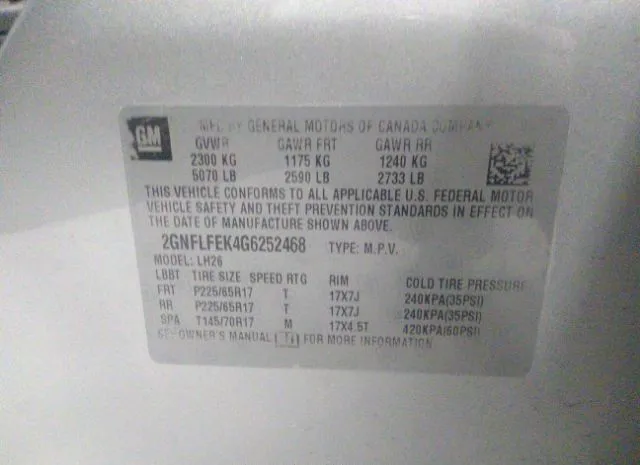 GM
MFD BY GENERAL MOTORS OF CANADA COMPANY
GVWR GAWR FRT GAWR RR
2300 KG 1175 KG 1240 KG
5070 LB 2590 LB 2733 LB
THIS VEHICLE CONFORMS TO ALL APPLICABLE U.S. FEDERAL MOTOR
VEHICLE SAFETY AND THEFT PREVENTION STANDARDS IN EFFECT ON
THE DATE OF MANUFACTURE SHOWN ABOVE.
2GNFLFEK4G6252468 TYPE: M.P.V.
MODEL: LH26
LBBT TIRE SIZE SPEED RTG RIM COLD TIRE PRESSURE
FRT P225/65R17 T 17X7J 240KPA(35PSI)
RR P225/65R17 T 17X7J 240KPA(35PSI)
SPA T145/70R17 M 17X4.5T 420KPA(60PSI)
SEE OWNER'S MANUAL FOR MORE INFORMATION